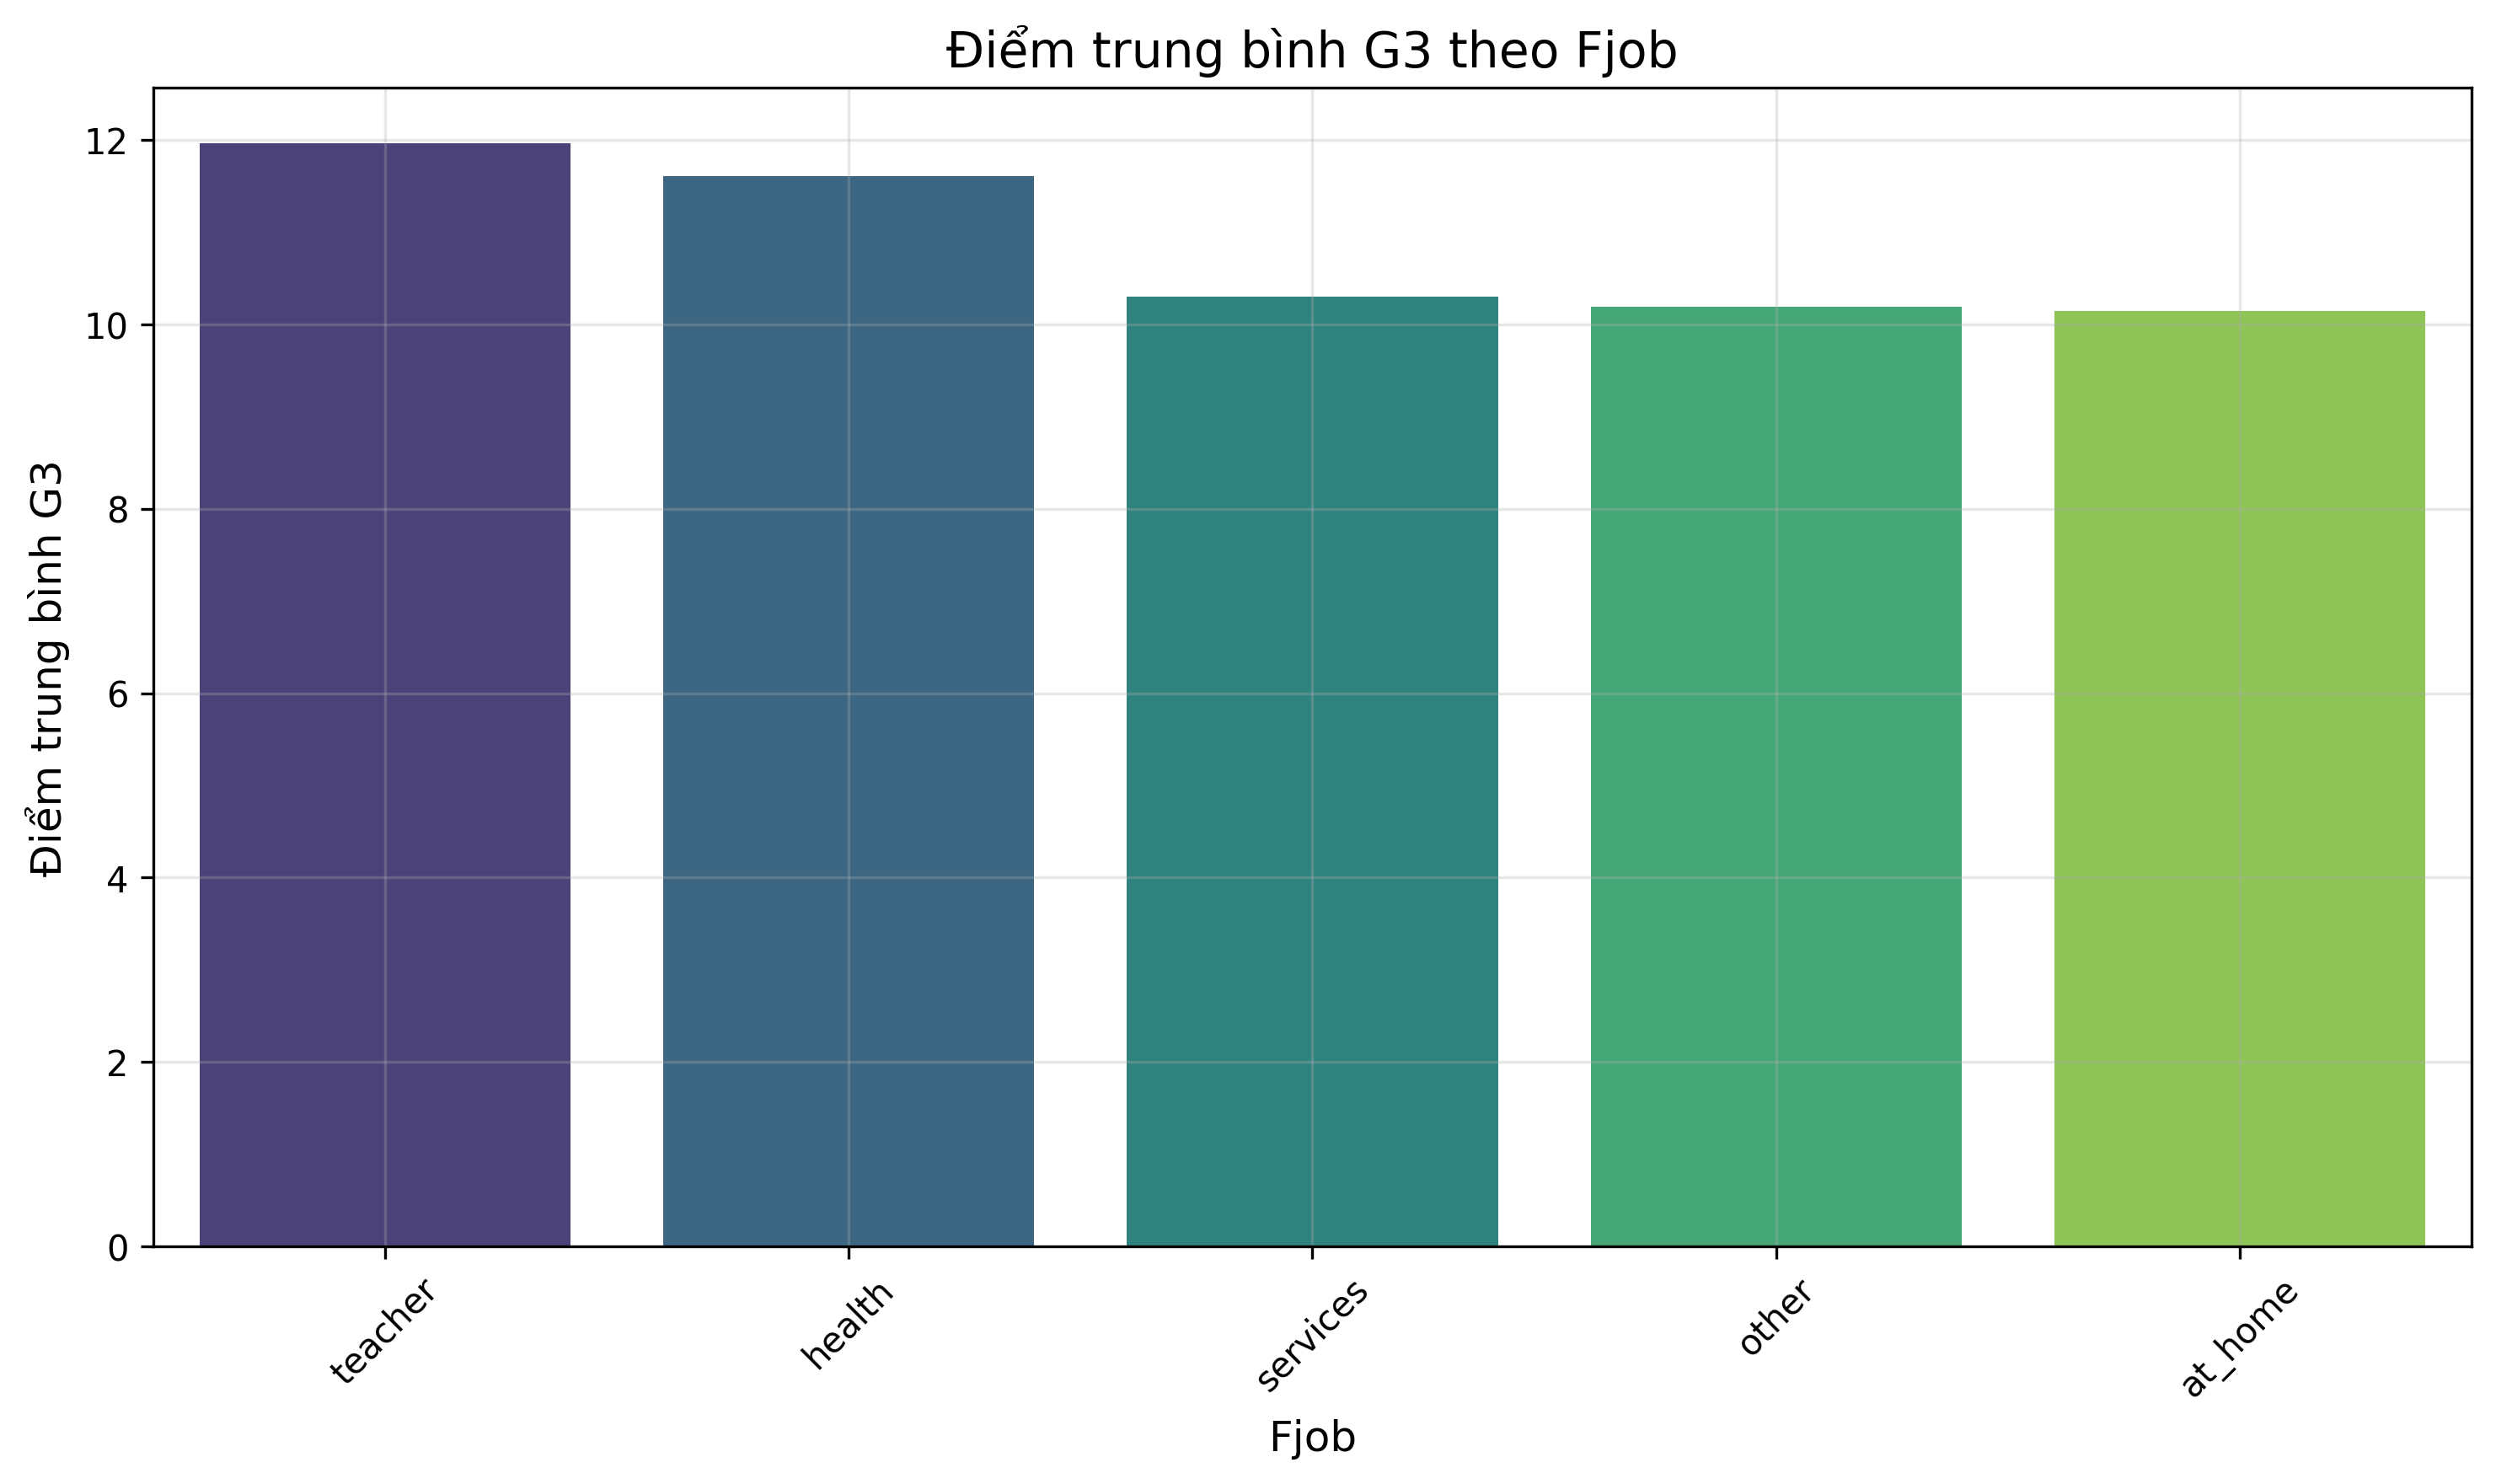 Điểm trung bình G3 theo Fjob
Điểm trung bình G3
12
10
8
6
4
2
0
teacher
health
services
other
at_home
Fjob